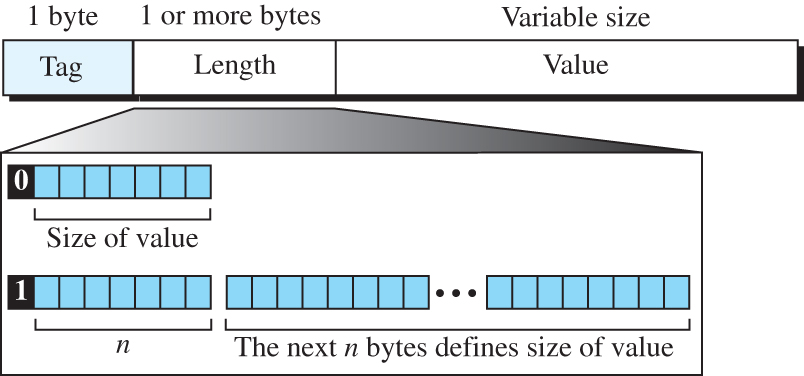 1 byte 1 or more bytes Variable size
Tag Length Value
0
Size of value
1
n The next n bytes defines size of value